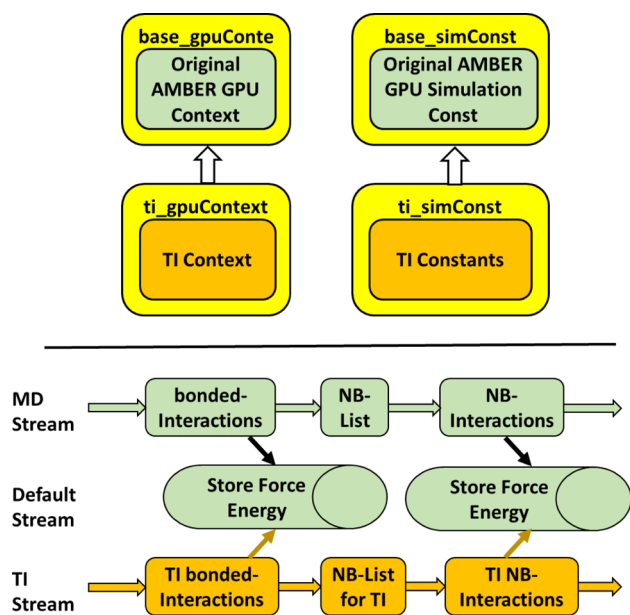 base_gpuConte
Original
AMBER GPU
Context
base_simConst
Original AMBER
GPU Simulation
Const
ti_gpuContext
TI Context
ti_simConst
TI Constants
MD
Stream
bonded-
Interactions
NB-
List
NB-
Interactions
Default
Stream
Store Force
Energy
Store Force
Energy
TI
Stream
TI bonded-
Interactions
NB-List
for TI
TI NB-
Interactions